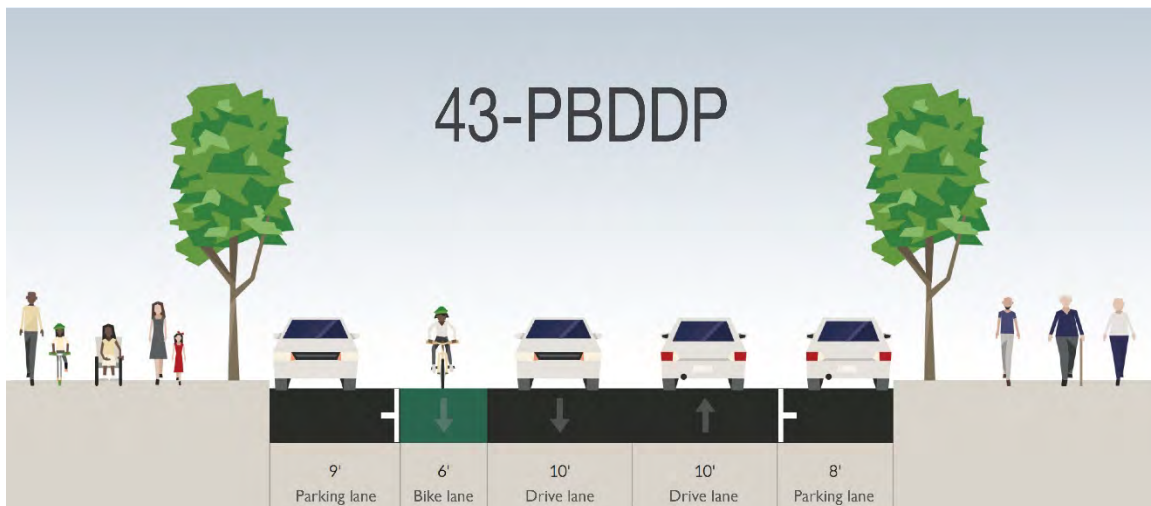 43-PBDDP
9' 6' 10' 10' 8'
Parking lane Bike lane Drive lane Drive lane Parking lane